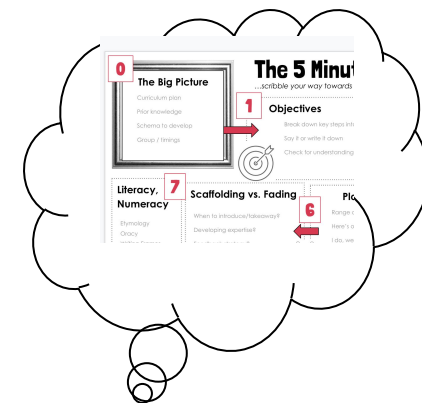 0
The Big Picture
Curriculum plan
Prior knowledge
Schema to develop
Group / timings
The 5 Minut
...scribble your way towards
1
Objectives
Break down key steps int
Say it or write it down
Check for understanding
7
Literacy,
Numeracy
Etymology
Oracy
Scaffolding vs. Fading
When to introduce/takeaway?
Developing expertise?
6
Range o
Here's a
I do, we